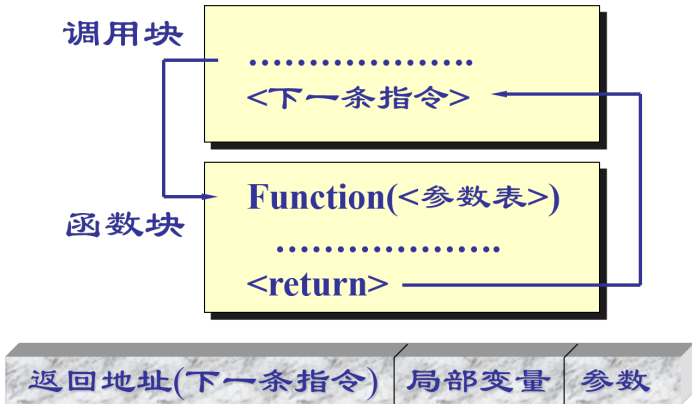 调用块
...................
<下一条指令>
函数块
Function(<参数表>)
...................
<return>
返回地址(下一条指令) 局部变量 参数